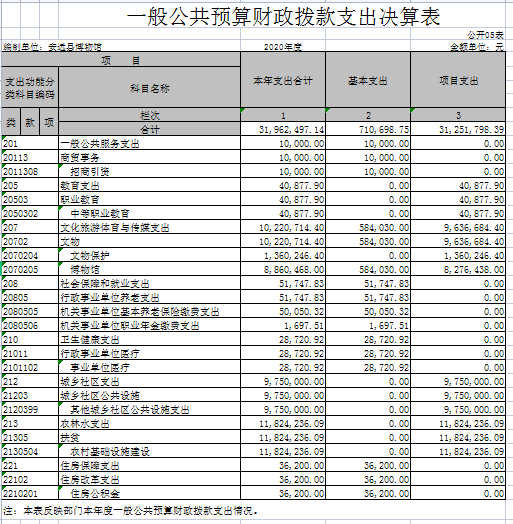 一般公共预算财政拨款支出决算表
公开05表
编制单位：安远县博物馆 2020年度 金额单位：元
项 目 本年支出合计 基本支出 项目支出
支出功能分类科目编码 科目名称
类 款 项 栏次 1 2 3
合计 31,962,497.14 710,698.75 31,251,798.39
201 一般公共服务支出 10,000.00 10,000.00 0.00
20113 商贸事务 10,000.00 10,000.00 0.00
2011308 招商引资 10,000.00 10,000.00 0.00
205 教育支出 40,877.90 0.00 40,877.90
20503 职业教育 40,877.90 0.00 40,877.90
2050302 中等职业教育 40,877.90 0.00 40,877.90
207 文化旅游体育与传媒支出 10,220,714.40 584,030.00 9,636,684.40
20702 文物 10,220,714.40 584,030.00 9,636,684.40
2070204 文物保护 1,360,246.40 0.00 1,360,246.40
2070205 博物馆 8,860,468.00 584,030.00 8,276,438.00
208 社会保障和就业支出 51,747.83 51,747.83 0.00
20805 行政事业单位养老支出 51,747.83 51,747.83 0.00
2080505 机关事业单位基本养老保险缴费支出 50,050.32 50,050.32 0.00
2080506 机关事业单位职业年金缴费支出 1,697.51 1,697.51 0.00
210 卫生健康支出 28,720.92 28,720.92 0.00
21011 行政事业单位医疗 28,720.92 28,720.92 0.00
2101102 事业单位医疗 28,720.92 28,720.92 0.00
212 城乡社区支出 9,750,000.00 0.00 9,750,000.00
21203 城乡社区公共设施 9,750,000.00 0.00 9,750,000.00
2120399 其他城乡社区公共设施支出 9,750,000.00 0.00 9,750,000.00
213 农林水支出 11,824,236.09 0.00 11,824,236.09
21305 扶贫 11,824,236.09 0.00 11,824,236.09
2130504 农村基础设施建设 11,824,236.09 0.00 11,824,236.09
221 住房保障支出 36,200.00 36,200.00 0.00
22102 住房改革支出 36,200.00 36,200.00 0.00
2210201 住房公积金 36,200.00 36,200.00 0.00
注：本表反映部门本年度一般公共预算财政拨款支出情况。